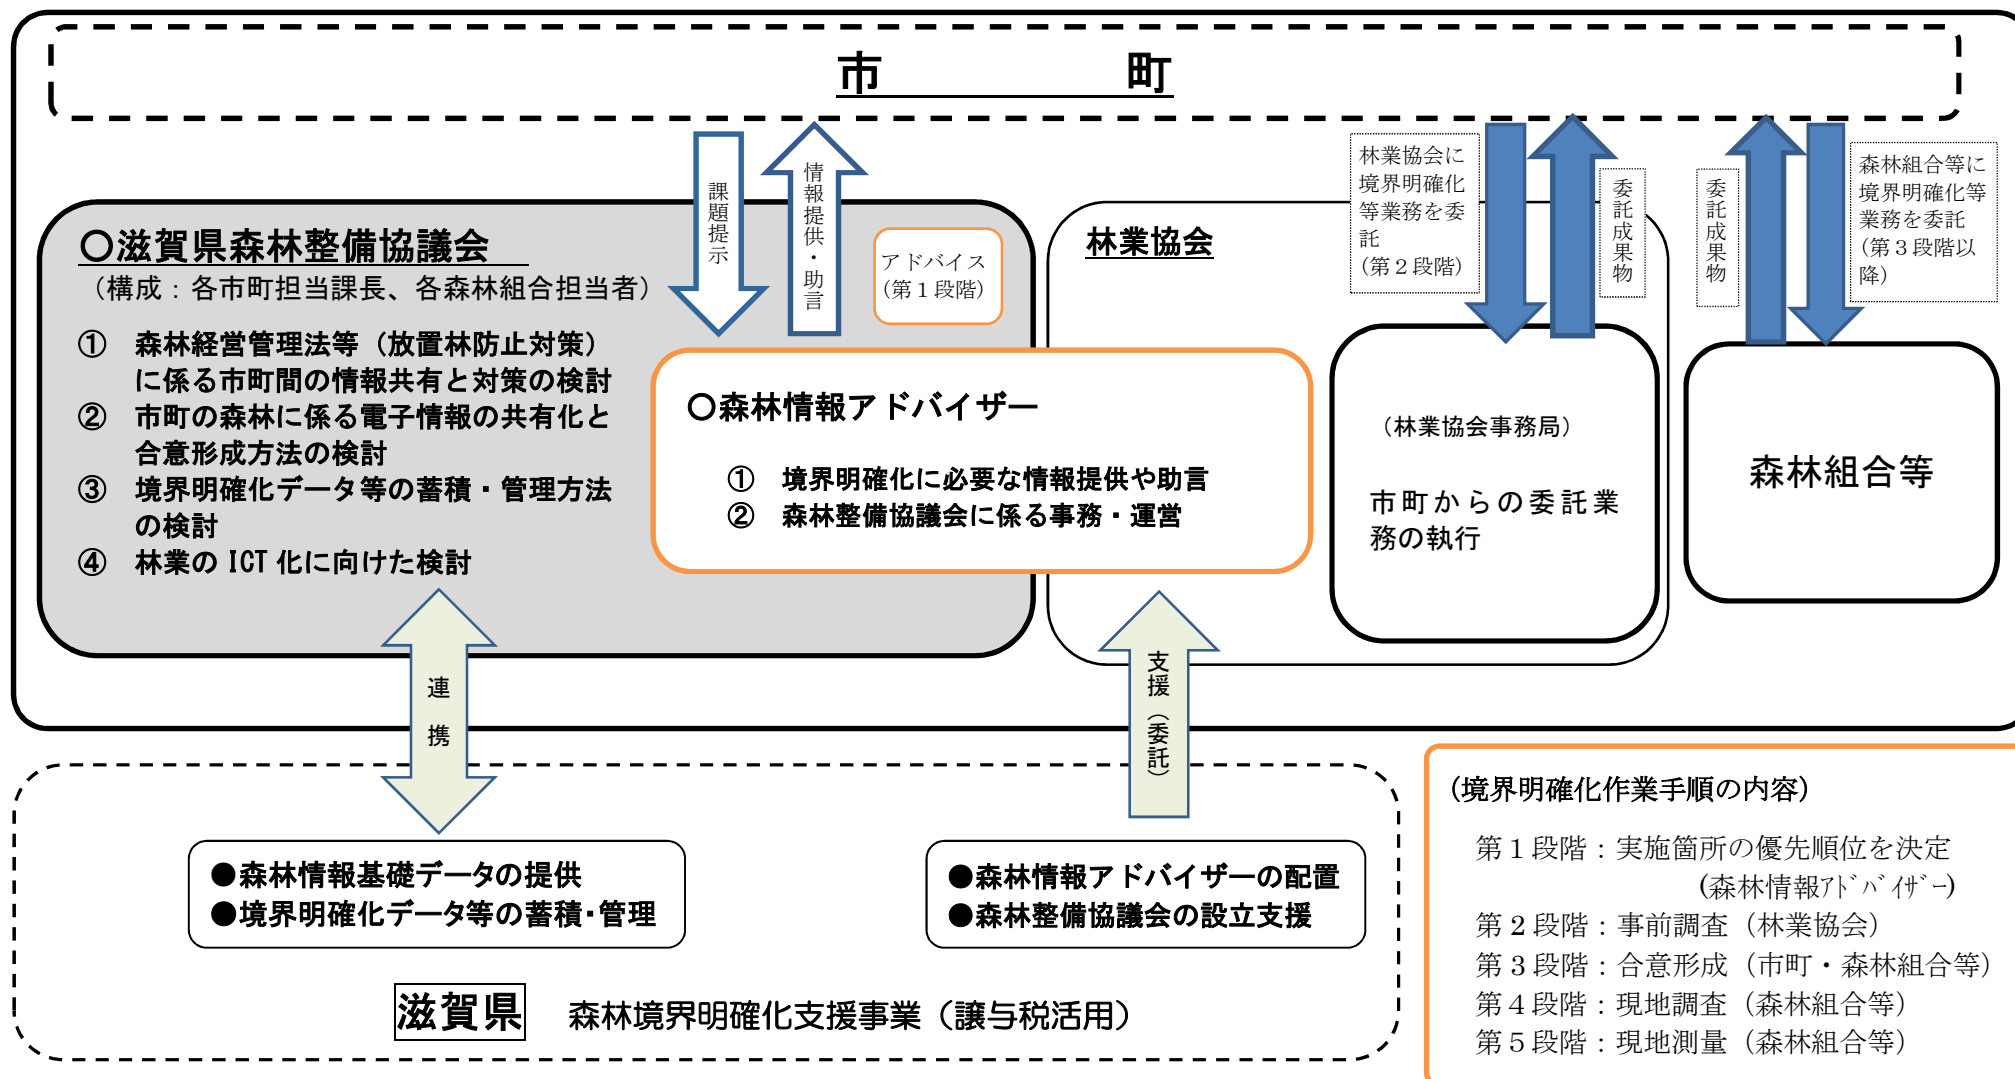 市　　　町
課題提示
情報提供・助言
アドバイス
(第１段階)
林業協会に
境界明確化
等業務を委
託
(第２段階)
委託成果物
委託成果物
森林組合等に
境界明確化等
業務を委託
(第３段階以
降)
〇滋賀県森林整備協議会
（構成：各市町担当課長、各森林組合担当者）
①　森林経営管理法等（放置林防止対策）
に係る市町間の情報共有と対策の検討
②　市町の森林に係る電子情報の共有化と
合意形成方法の検討
③　境界明確化データ等の蓄積・管理方法
の検討
④　林業の ICT 化に向けた検討
林業協会
〇森林情報アドバイザー
①　境界明確化に必要な情報提供や助言
②　森林整備協議会に係る事務・運営
（林業協会事務局）
市町からの委託業
務の執行
森林組合等
連携
支援（委託）
●森林情報基礎データの提供
●境界明確化データ等の蓄積・管理
●森林情報アドバイザーの配置
●森林整備協議会の設立支援
滋賀県　森林境界明確化支援事業（譲与税活用）
(境界明確化作業手順の内容)
第１段階：実施箇所の優先順位を決定
(森林情報ｱﾄﾞﾊﾞｲｻﾞｰ)
第２段階：事前調査（林業協会）
第３段階：合意形成（市町・森林組合等）
第４段階：現地調査（森林組合等）
第５段階：現地測量（森林組合等）